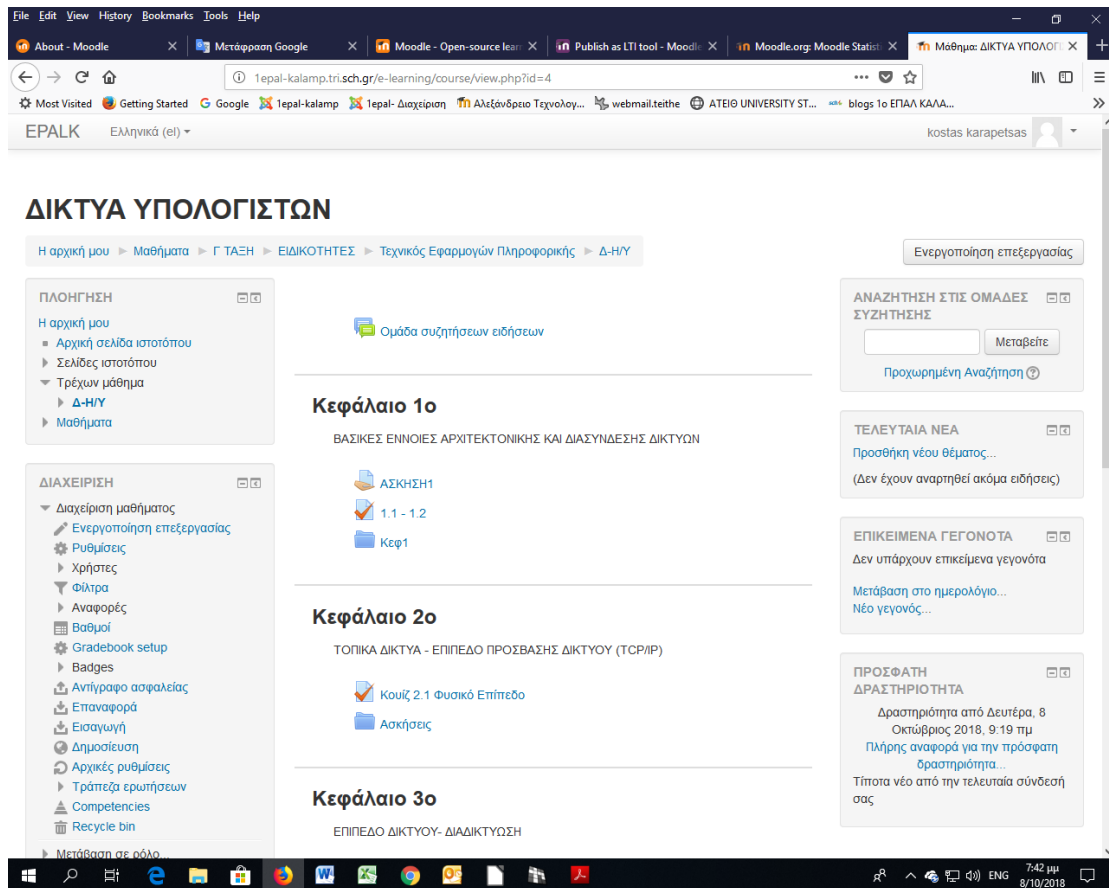 File Edit View History Bookmarks Tools Help
About - Moodle
Μετάφραση Google
Moodle - Open-source learn
Publish as LTI tool - Moodle
Moodle.org: Moodle Statisti
Μάθημα: ΔΙΚΤΥΑ ΥΠΟΛΟΓΙ
1epal-kalamp.tri.sch.gr/e-learning/course/view.php?id=4
Most Visited Getting Started Google 1epal-kalamp 1epal- Διαχείριση Αλεξάνδρειο Τεχνολογ... webmail.teithe ATEIΘ UNIVERSITY ST... blogs 1ο ΕΠΑΛ ΚΑΛΑ...
EPALK Ελληνικά (el) kostas karapetsas
ΔΙΚΤΥΑ ΥΠΟΛΟΓΙΣΤΩΝ
Η αρχική μου Μαθήματα Γ ΤΑΞΗ ΕΙΔΙΚΟΤΗΤΕΣ Τεχνικός Εφαρμογών Πληροφορικής Δ-Η/Υ
Ενεργοποίηση επεξεργασίας
ΠΛΟΗΓΗΣΗ
Η αρχική μου
Αρχική σελίδα ιστοτόπου
Σελίδες ιστοτόπου
Τρέχων μάθημα
Δ-Η/Υ
Μαθήματα
ΔΙΑΧΕΙΡΙΣΗ
Διαχείριση μαθήματος
Ενεργοποίηση επεξεργασίας
Ρυθμίσεις
Χρήστες
Φίλτρα
Αναφορές
Βαθμοί
Gradebook setup
Badges
Αντίγραφο ασφαλείας
Επαναφορά
Εισαγωγή
Δημοσίευση
Αρχικές ρυθμίσεις
Τράπεζα ερωτήσεων
Competencies
Recycle bin
Μετάβαση σε ρόλο...
Ομάδα συζητήσεων ειδήσεων
Κεφάλαιο 1ο
ΒΑΣΙΚΕΣ ΕΝΝΟΙΕΣ ΑΡΧΙΤΕΚΤΟΝΙΚΗΣ ΚΑΙ ΔΙΑΣΥΝΔΕΣΗΣ ΔΙΚΤΥΩΝ
ΑΣΚΗΣΗ1
1.1 - 1.2
Κεφ1
Κεφάλαιο 2ο
ΤΟΠΙΚΑ ΔΙΚΤΥΑ - ΕΠΙΠΕΔΟ ΠΡΟΣΒΑΣΗΣ ΔΙΚΤΥΟΥ (TCP/IP)
Κουίζ 2.1 Φυσικό Επίπεδο
Ασκήσεις
Κεφάλαιο 3ο
ΕΠΙΠΕΔΟ ΔΙΚΤΥΟΥ- ΔΙΑΔΙΚΤΥΩΣΗ
ΑΝΑΖΗΤΗΣΗ ΣΤΙΣ ΟΜΑΔΕΣ
ΣΥΖΗΤΗΣΗΣ
Μεταβείτε
Προχωρημένη Αναζήτηση
ΤΕΛΕΥΤΑΙΑ ΝΕΑ
Προσθήκη νέου θέματος...
(Δεν έχουν αναρτηθεί ακόμα ειδήσεις)
ΕΠΙΚΕΙΜΕΝΑ ΓΕΓΟΝΟΤΑ
Δεν υπάρχουν επικείμενα γεγονότα
Μετάβαση στο ημερολόγιο...
Νέο γεγονός...
ΠΡΟΣΦΑΤΗ
ΔΡΑΣΤΗΡΙΟΤΗΤΑ
Δραστηριότητα από Δευτέρα, 8
Οκτώβριος 2018, 9:19 πμ
Πλήρης αναφορά για την πρόσφατη
δραστηριότητα...
Τίποτα νέο από την τελευταία σύνδεσή
σας
ENG
7:42 μμ
8/10/2018